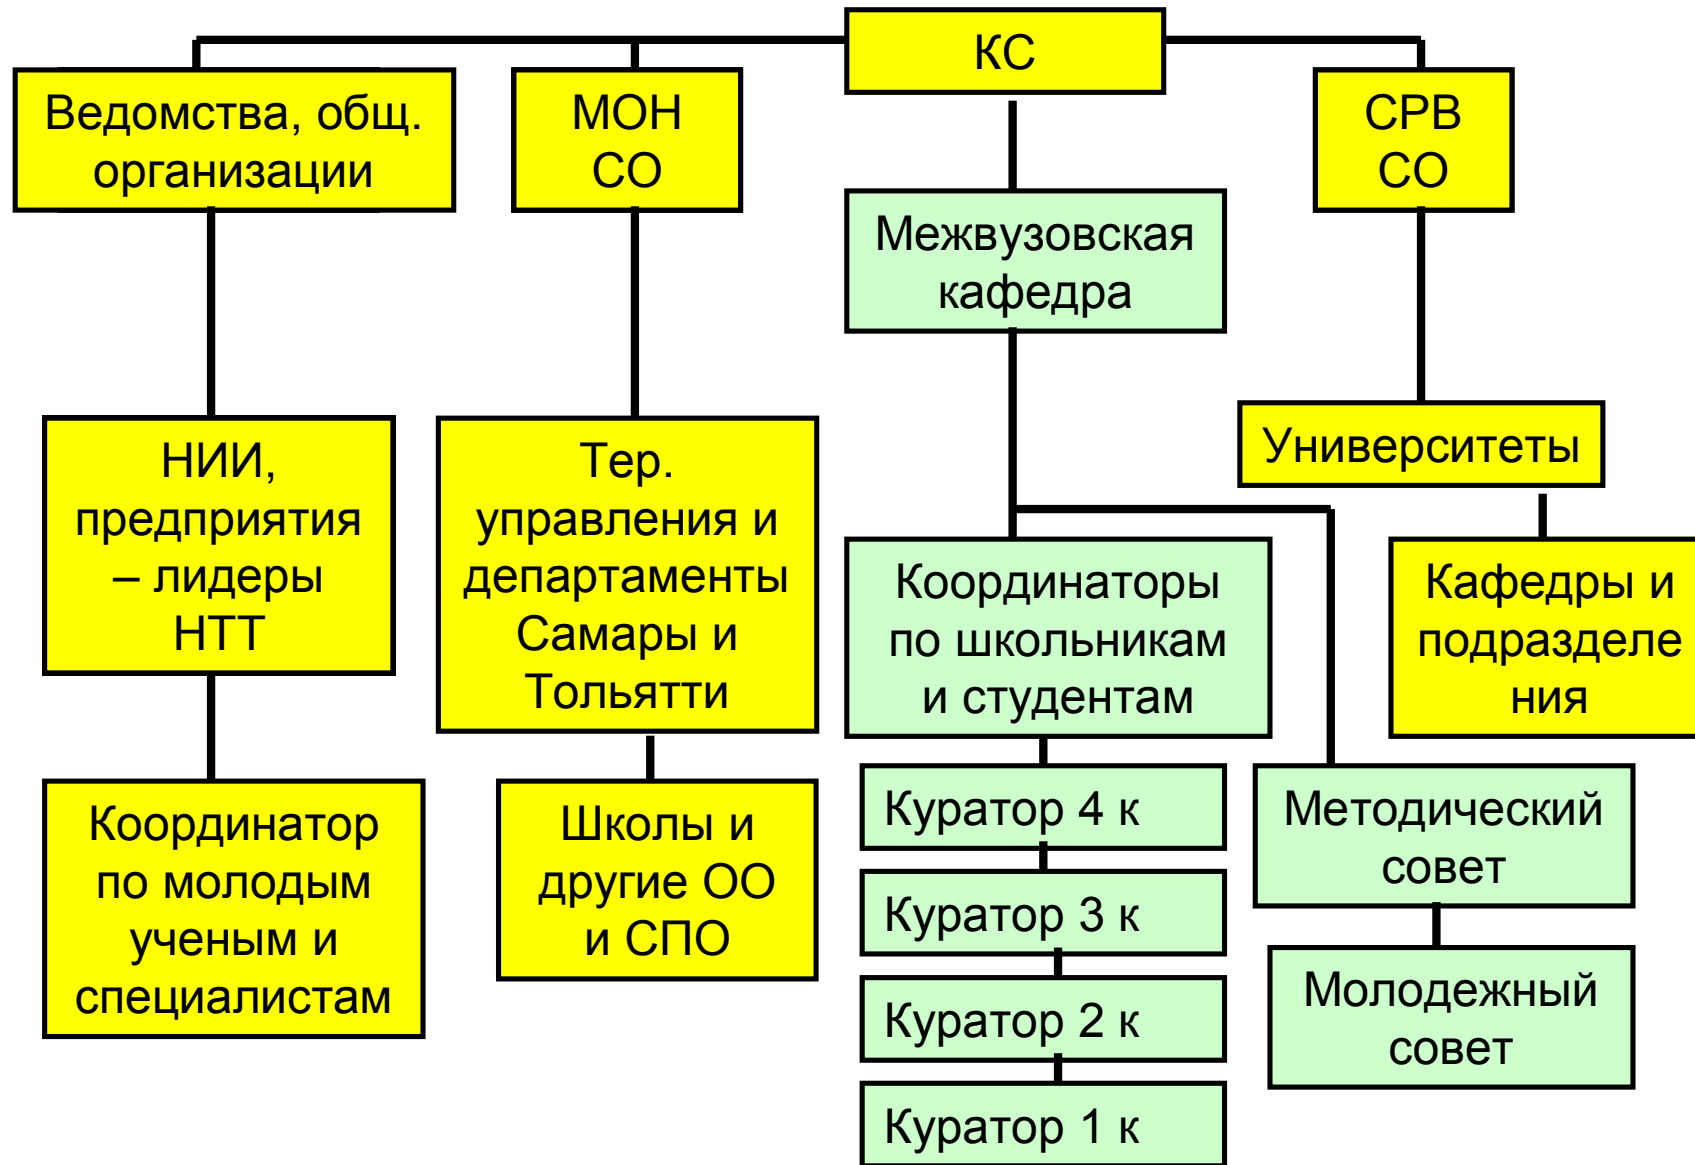 КС
Ведомства, общ.
организации
МОН
СО
СРВ
СО
Межвузовская
кафедра
НИИ,
предприятия
– лидеры
НТТ
Тер.
управления и
департаменты
Самары и
Тольятти
Университеты
Координаторы
по школьникам
и студентам
Кафедры и
подразделе
ния
Координатор
по молодым
ученым и
специалистам
Школы и
другие ОО
и СПО
Куратор 4 к
Куратор 3 к
Куратор 2 к
Куратор 1 к
Методический
совет
Молодежный
совет